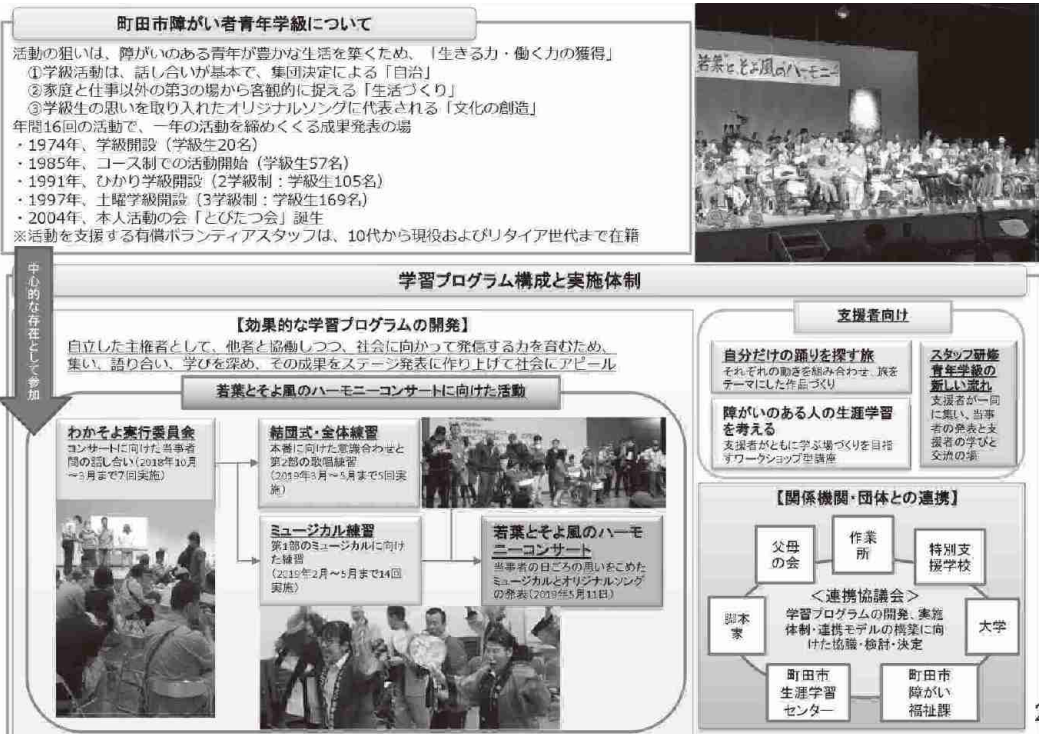 町田市障がい者青年学級について
活動の狙いは、障がいのある青年が豊かな生活を築くため、「生きる力・働く力の獲得」
①学級活動は、話し合いが基本で、集団決定による「自治」
②家庭と仕事以外の第3の場から客観的に捉える「生活づくり」
③学級生の思いを取り入れたオリジナルソングに代表される「文化の創造」
年間16回の活動で、一年の活動を締めくくる成果発表の場
・1974年、学級開設（学級生20名）
・1985年、コース制での活動開始（学級生57名）
・1991年、ひかり学級開設（2学級制：学級生105名）
・1997年、土曜学級開設（3学級制：学級生169名）
・2004年、本人活動の会「とびたつ会」誕生
※活動を支援する有償ボランティアスタッフは、10代から現役およびリタイア世代まで在籍
若葉とそよ風のハーモニー
中心的な存在として参加
学習プログラム構成と実施体制
【効果的な学習プログラムの開発】
自立した主権者として、他者と協働しつつ、社会に向かって発信する力を育むため、
集い、語り合い、学びを深め、その成果をステージ発表に作り上げて社会にアピール
若葉とそよ風のハーモニーコンサートに向けた活動
わかそよ実行委員会
コンサートに向けた当事者
間の話し合い（2018年10月
～3月まで7回実施）
結団式・全体練習
本番に向けた意識合わせと
第2部の歌唱練習
（2019年3月～5月まで5回実
施）
ミュージカル練習
第1部のミュージカルに向け
た練習
（2019年2月～5月まで14回
実施）
若葉とそよ風のハーモ
ニーコンサート
当事者の日ごろの思いをこめた
ミュージカルとオリジナルソング
の発表（2019年5月11日）
支援者向け
自分だけの踊りを探す旅
それぞれの動きを組み合わせ、旅を
テーマにした作品づくり
障がいのある人の生涯学習
を考える
支援者がともに学ぶ場づくりを目指
すワークショップ型講座
スタッフ研修
青年学級の
新しい流れ
支援者が一同
に集い、当事
者の発表と支
援者の学びと
交流の場
【関係機関・団体との連携】
父母
の会
作業
所
特別支
援学校
脚本
家
大学
＜連携協議会＞
学習プログラムの開発、実施
体制・連携モデルの構築に向
けた協議・検討・決定
町田市
生涯学習
センター
町田市
障がい
福祉課
2